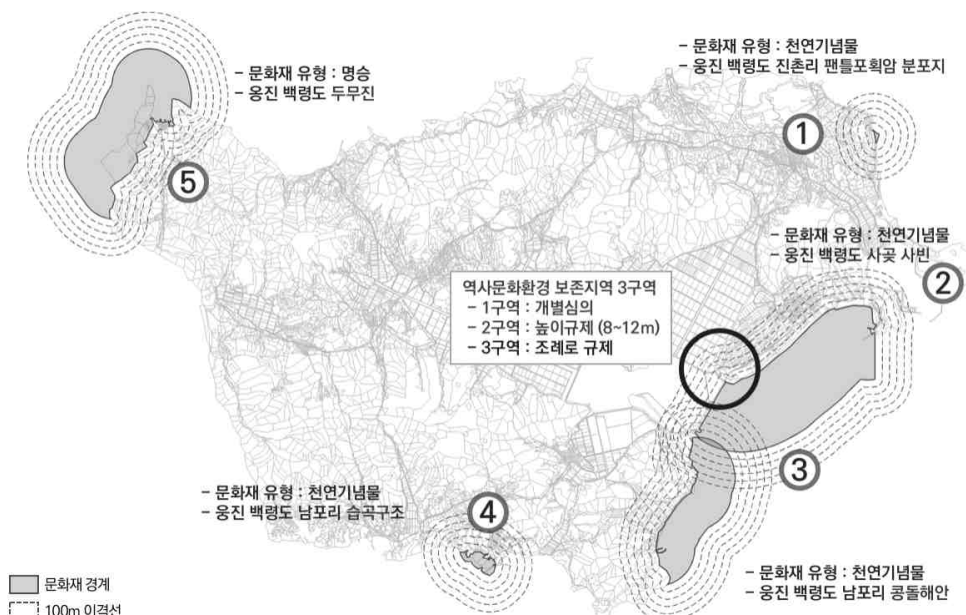 - 문화재 유형 : 명승
- 옹진 백령도 두무진
⑤
- 문화재 유형 : 천연기념물
- 웅진 백령도 진촌리 팬틀포획암 분포지
①
- 문화재 유형 : 천연기념물
- 웅진 백령도 사곶 사빈
②
역사문화환경 보존지역 3구역
- 1구역 : 개별심의
- 2구역 : 높이규제 (8~12m)
- 3구역 : 조례로 규제
③
- 문화재 유형 : 천연기념물
- 웅진 백령도 남포리 습곡구조
④
- 문화재 유형 : 천연기념물
- 웅진 백령도 남포리 콩돌해안
문화재 경계
100m 이격선